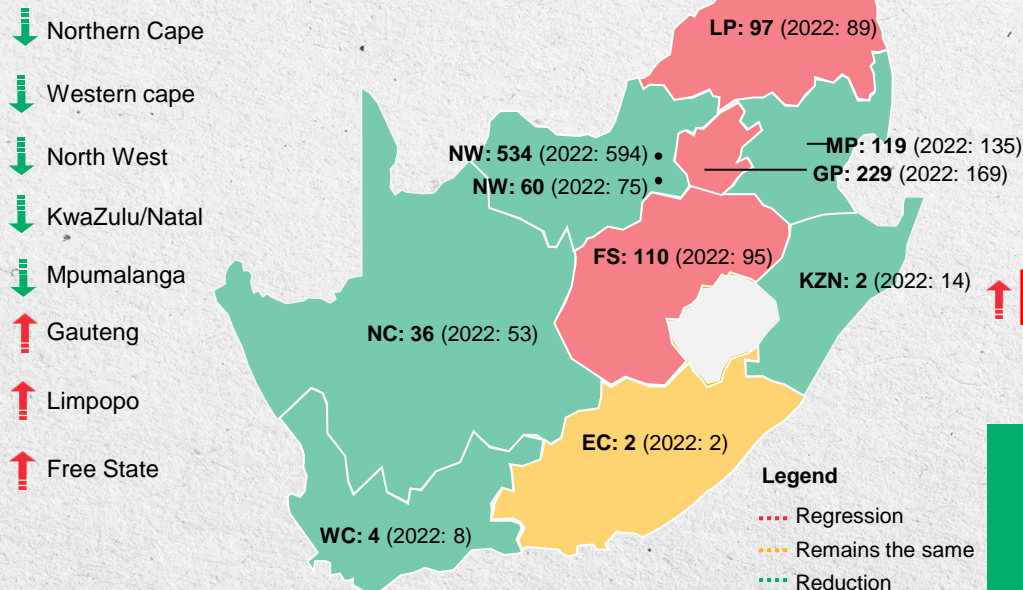 Northern Cape
Western cape
North West
KwaZulu/Natal
Mpumalanga
Gauteng
Limpopo
Free State
LP: 97 (2022: 89)
NW: 534 (2022: 594)
NW: 60 (2022: 75)
MP: 119 (2022: 135)
GP: 229 (2022: 169)
FS: 110 (2022: 95)
KZN: 2 (2022: 14)
NC: 36 (2022: 53)
EC: 2 (2022: 2)
WC: 4 (2022: 8)
Legend
Regression
Remains the same
Reduction